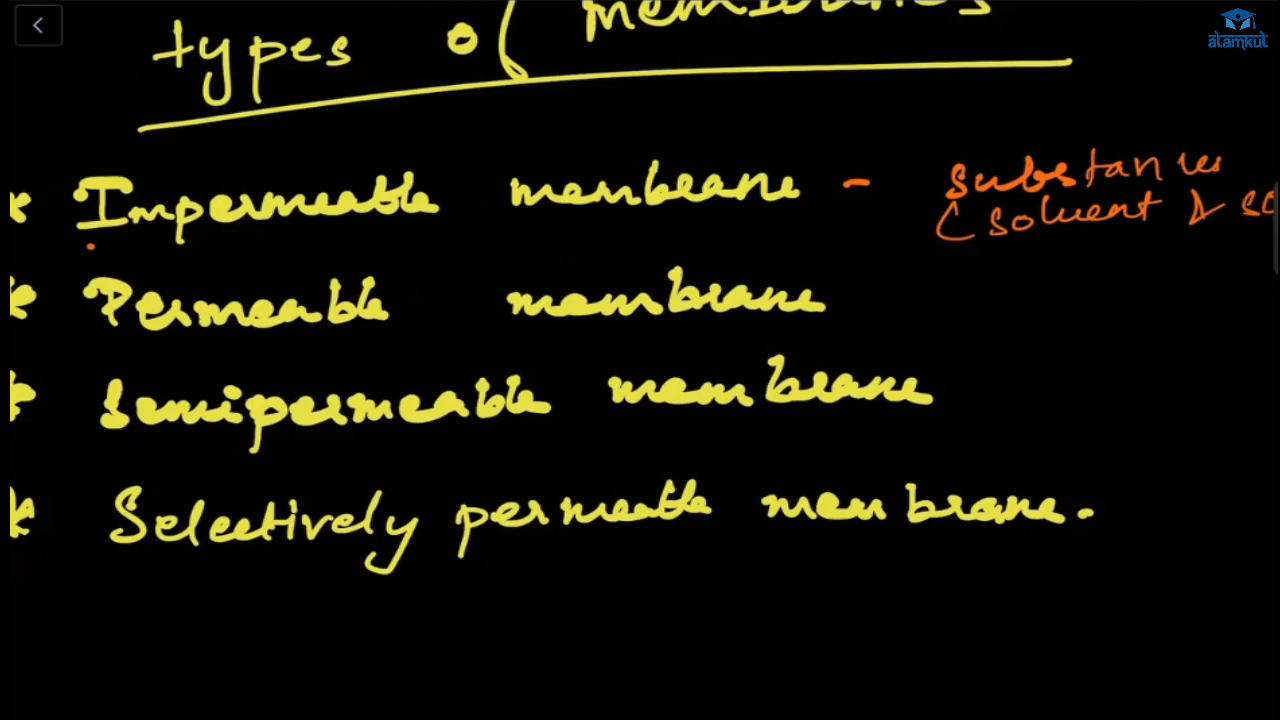 atamkut
types of membranes
* Impermeable membrane - substances
(solvent & so
* Permeable membrane
* Semipermeable membrane
* Selectively permeable membrane.